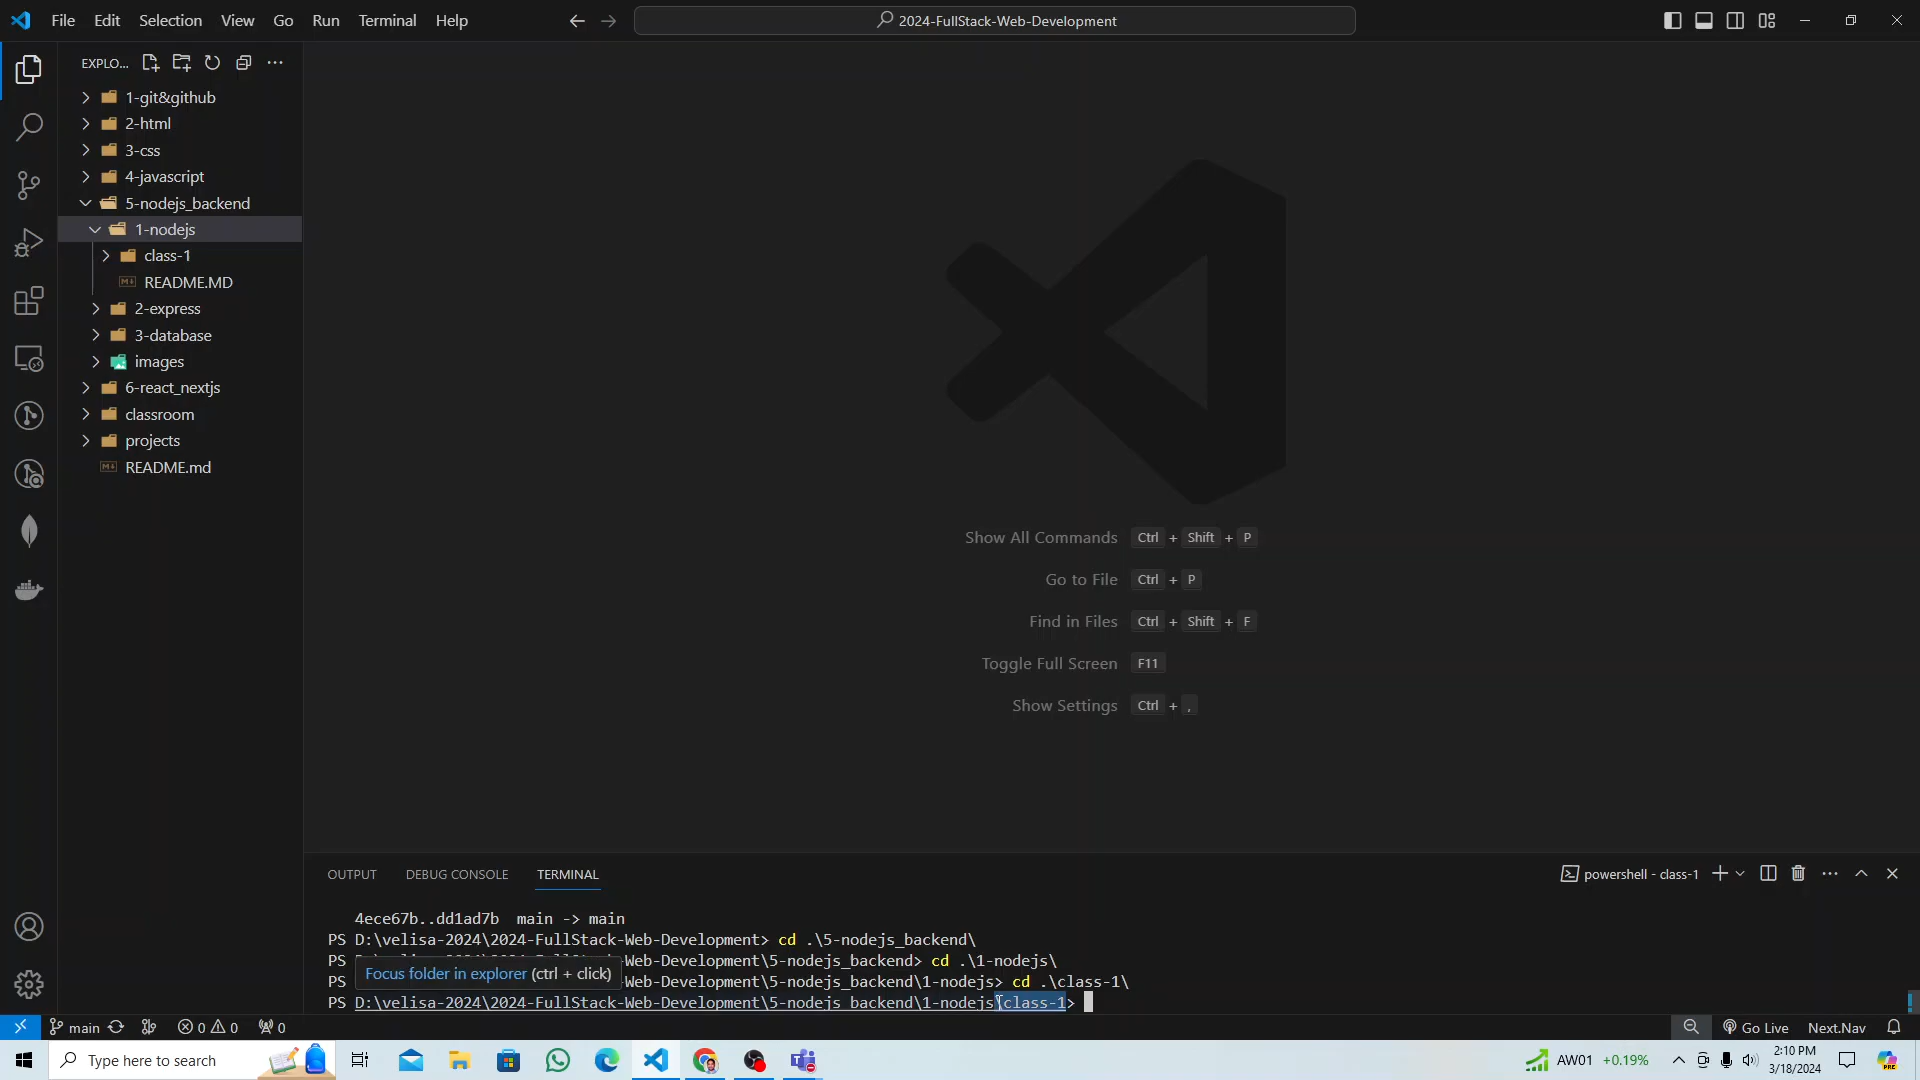 File Edit Selection View Go Run Terminal Help
2024-FullStack-Web-Development
EXPLO...
1-git&github
2-html
3-css
4-javascript
5-nodejs_backend
1-nodejs
class-1
README.MD
2-express
3-database
images
6-react_nextjs
classroom
projects
README.md
Show All Commands Ctrl + Shift + P
Go to File Ctrl + P
Find in Files Ctrl + Shift + F
Toggle Full Screen F11
Show Settings Ctrl + ,
OUTPUT DEBUG CONSOLE TERMINAL
powershell - class-1
4ece67b..dd1ad7b main -> main
PS D:\velisa-2024\2024-FullStack-Web-Development> cd .\5-nodejs_backend\
PS -Web-Development\5-nodejs_backend> cd .\1-nodejs\
Focus folder in explorer (ctrl + click)
PS -Web-Development\5-nodejs_backend\1-nodejs> cd .\class-1\
PS D:\velisa-2024\2024-FullStack-Web-Development\5-nodejs_backend\1-nodejs\class-1>
main 0 0 0
Go Live Next.Nav
Type here to search
AW01 +0.19%
2:10 PM
3/18/2024
PRE